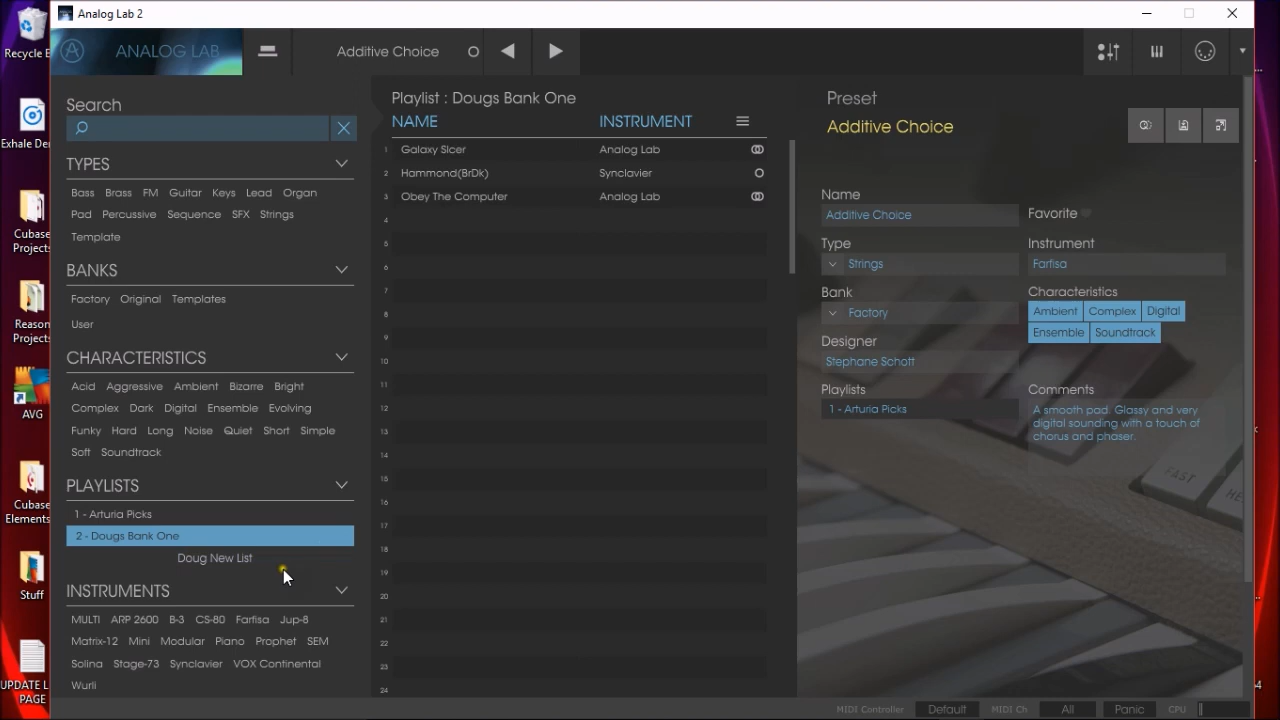 Analog Lab 2
ANALOG LAB
Additive Choice
Search
TYPES
Bass Brass FM Guitar Keys Lead Organ
Pad Percussive Sequence SFX Strings
Template
BANKS
Factory Original Templates
User
CHARACTERISTICS
Acid Aggressive Ambient Bizarre Bright
Complex Dark Digital Ensemble Evolving
Funky Hard Long Noise Quiet Short Simple
Soft Soundtrack
PLAYLISTS
1 - Arturia Picks
2 - Dougs Bank One
Doug New List
INSTRUMENTS
MULTI ARP 2600 B-3 CS-80 Farfisa Jup-8
Matrix-12 Mini Modular Piano Prophet SEM
Solina Stage-73 Synclavier VOX Continental
Wurli
Playlist : Dougs Bank One
NAME INSTRUMENT
1 Galaxy Slcer Analog Lab
2 Hammond(BrDk) Synclavier
3 Obey The Computer Analog Lab
4
5
6
7
8
9
10
11
12
13
14
15
16
17
18
19
20
21
22
23
24
Preset
Additive Choice
Name
Additive Choice
Favorite
Type
Strings
Instrument
Farfisa
Bank
Factory
Characteristics
Ambient Complex Digital
Ensemble Soundtrack
Designer
Stephane Schott
Playlists
1 - Arturia Picks
Comments
A smooth pad. Glassy and very
digital sounding with a touch of
chorus and phaser.
FAST
MIDI Controller Default MIDI Ch All Panic CPU
Recycle B
Exhale De
Cubase
Projects
Reason
Projects
AVG
Cubase
Elements
Stuff
UPDATE L
PAGE